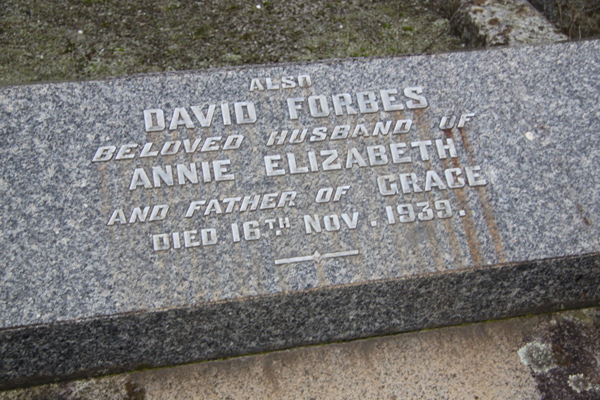 ALSO
DAVID FORBES
BELOVED HUSBAND OF
ANNIE ELIZABETH
AND FATHER OF GRACE
DIED 16TH NOV. 1939.